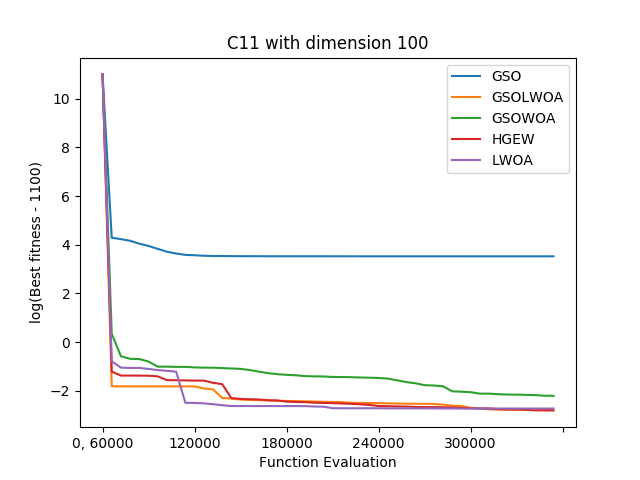 C11 with dimension 100
log(Best fitness - 1100)
10
8
6
4
2
0
−2
0, 60000
120000
180000
240000
300000
Function Evaluation
GSO
GSOLWOA
GSOWOA
HGEW
LWOA